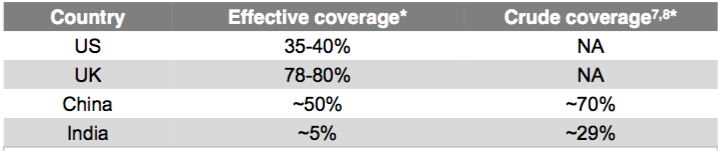 Country Effective coverage* Crude coverage7,8*
US 35-40% NA
UK 78-80% NA
China ~50% ~70%
India ~5% ~29%